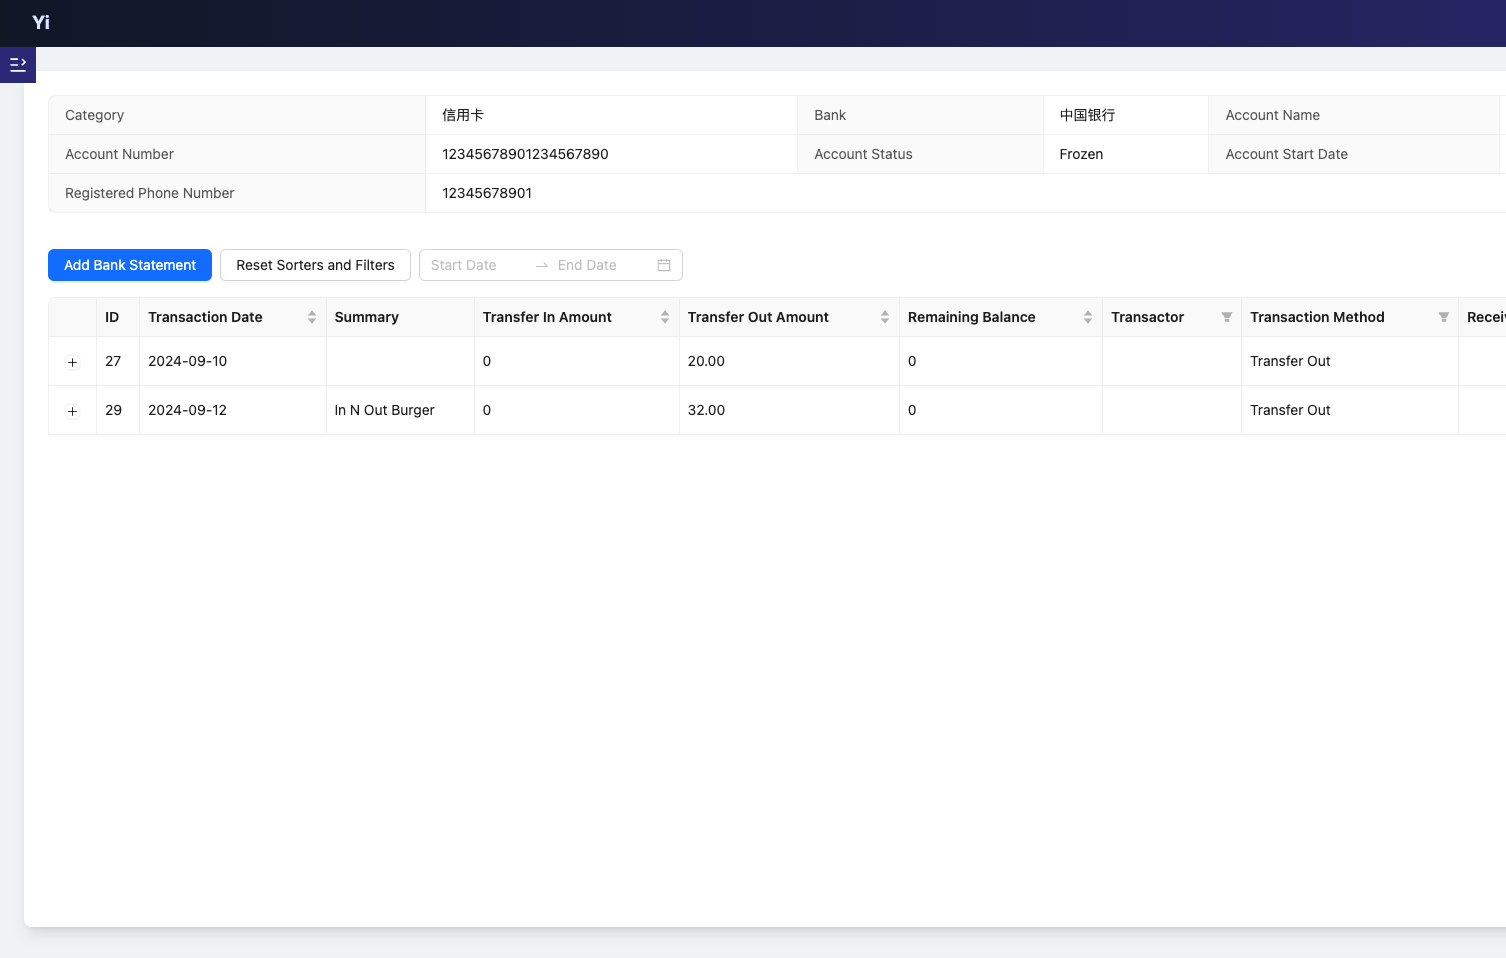 Yi
Category 信用卡 Bank 中国银行 Account Name
Account Number 12345678901234567890 Account Status Frozen Account Start Date
Registered Phone Number 12345678901
Add Bank Statement Reset Sorters and Filters Start Date End Date
ID Transaction Date Summary Transfer In Amount Transfer Out Amount Remaining Balance Transactor Transaction Method Recei
27 2024-09-10 0 20.00 0 Transfer Out
29 2024-09-12 In N Out Burger 0 32.00 0 Transfer Out